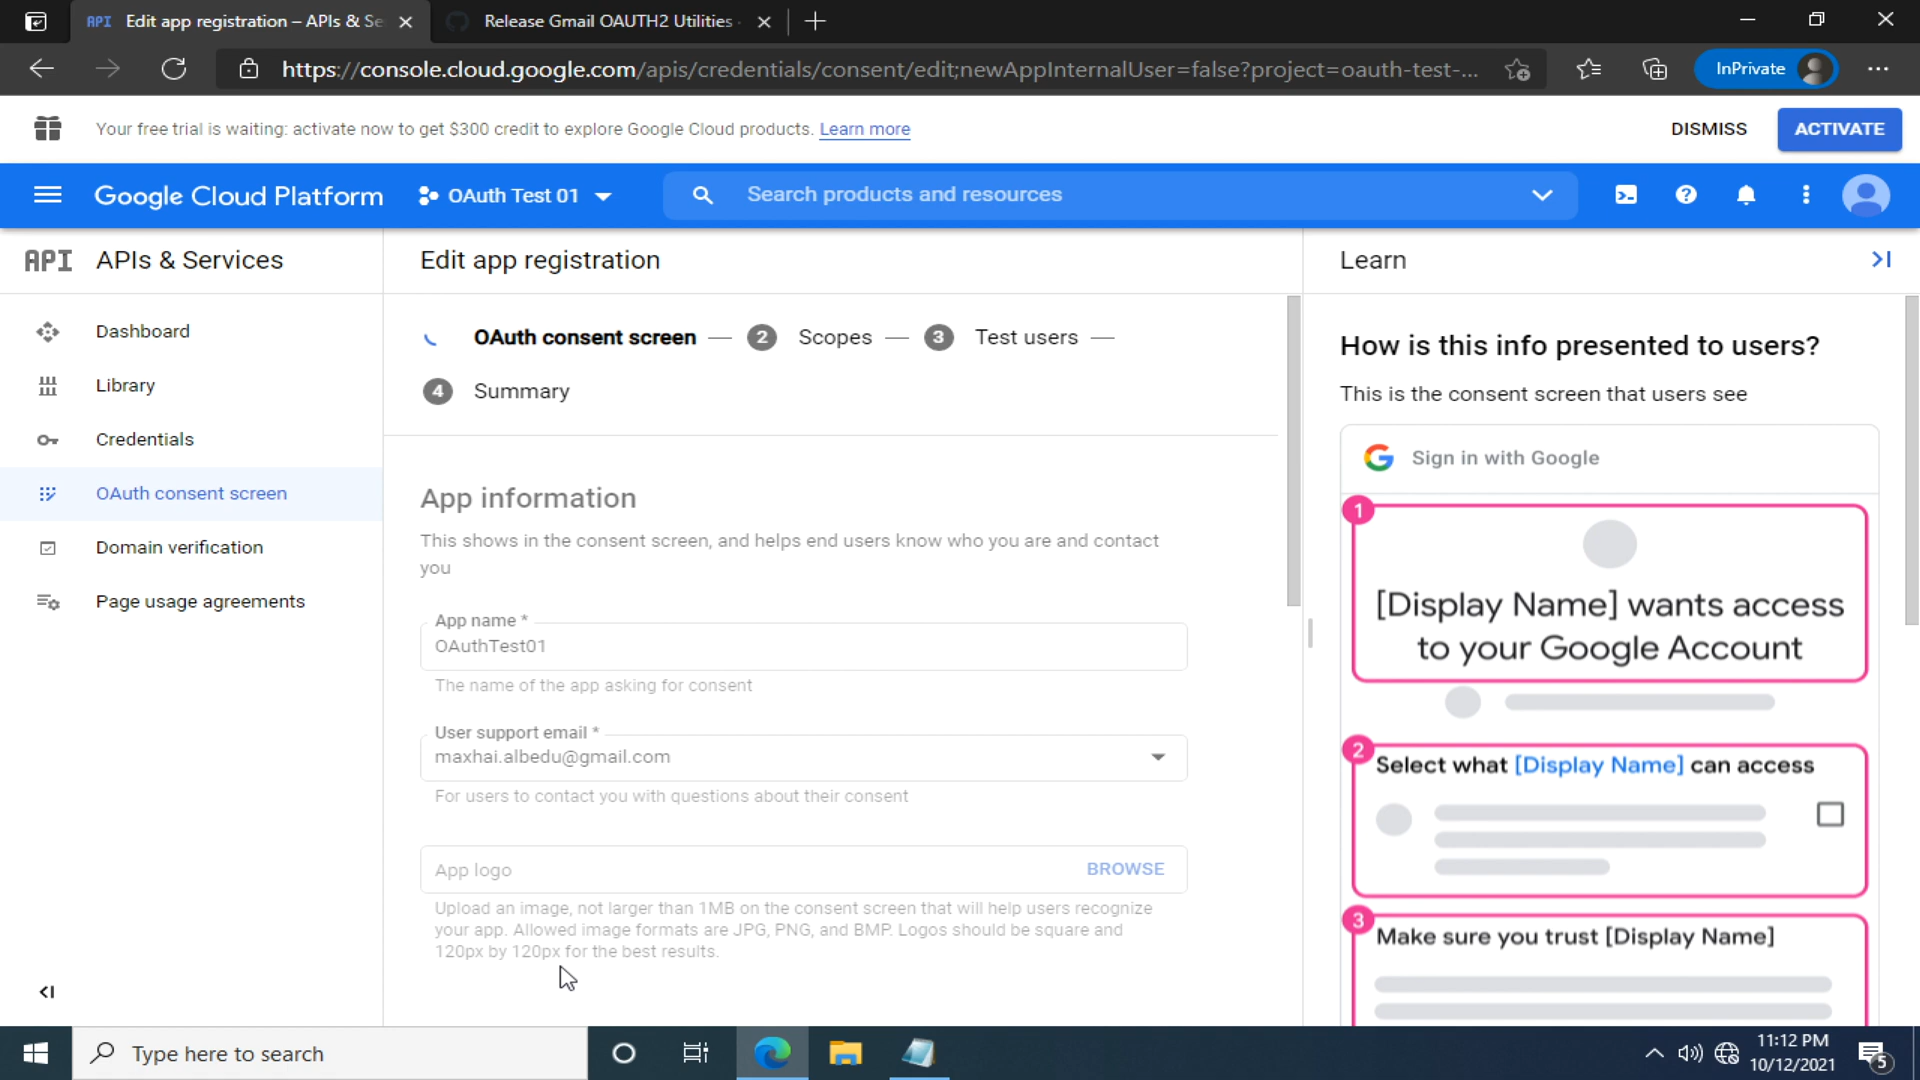 API Edit app registration – APIs & Se
Release Gmail OAUTH2 Utilities
https://console.cloud.google.com/apis/credentials/consent/edit;newAppInternalUser=false?project=oauth-test-...
InPrivate
Your free trial is waiting: activate now to get $300 credit to explore Google Cloud products. Learn more
DISMISS
ACTIVATE
Google Cloud Platform
OAuth Test 01
Search products and resources
API APIs & Services
Edit app registration
Learn
Dashboard
Library
Credentials
OAuth consent screen
Domain verification
Page usage agreements
OAuth consent screen — 2 Scopes — 3 Test users —
4 Summary
App information
This shows in the consent screen, and helps end users know who you are and contact
you
App name *
OAuthTest01
The name of the app asking for consent
User support email *
maxhai.albedu@gmail.com
For users to contact you with questions about their consent
App logo
BROWSE
Upload an image, not larger than 1MB on the consent screen that will help users recognize
your app. Allowed image formats are JPG, PNG, and BMP. Logos should be square and
120px by 120px for the best results.
How is this info presented to users?
This is the consent screen that users see
G Sign in with Google
1
[Display Name] wants access
to your Google Account
2
Select what [Display Name] can access
3
Make sure you trust [Display Name]
Type here to search
11:12 PM
10/12/2021
5